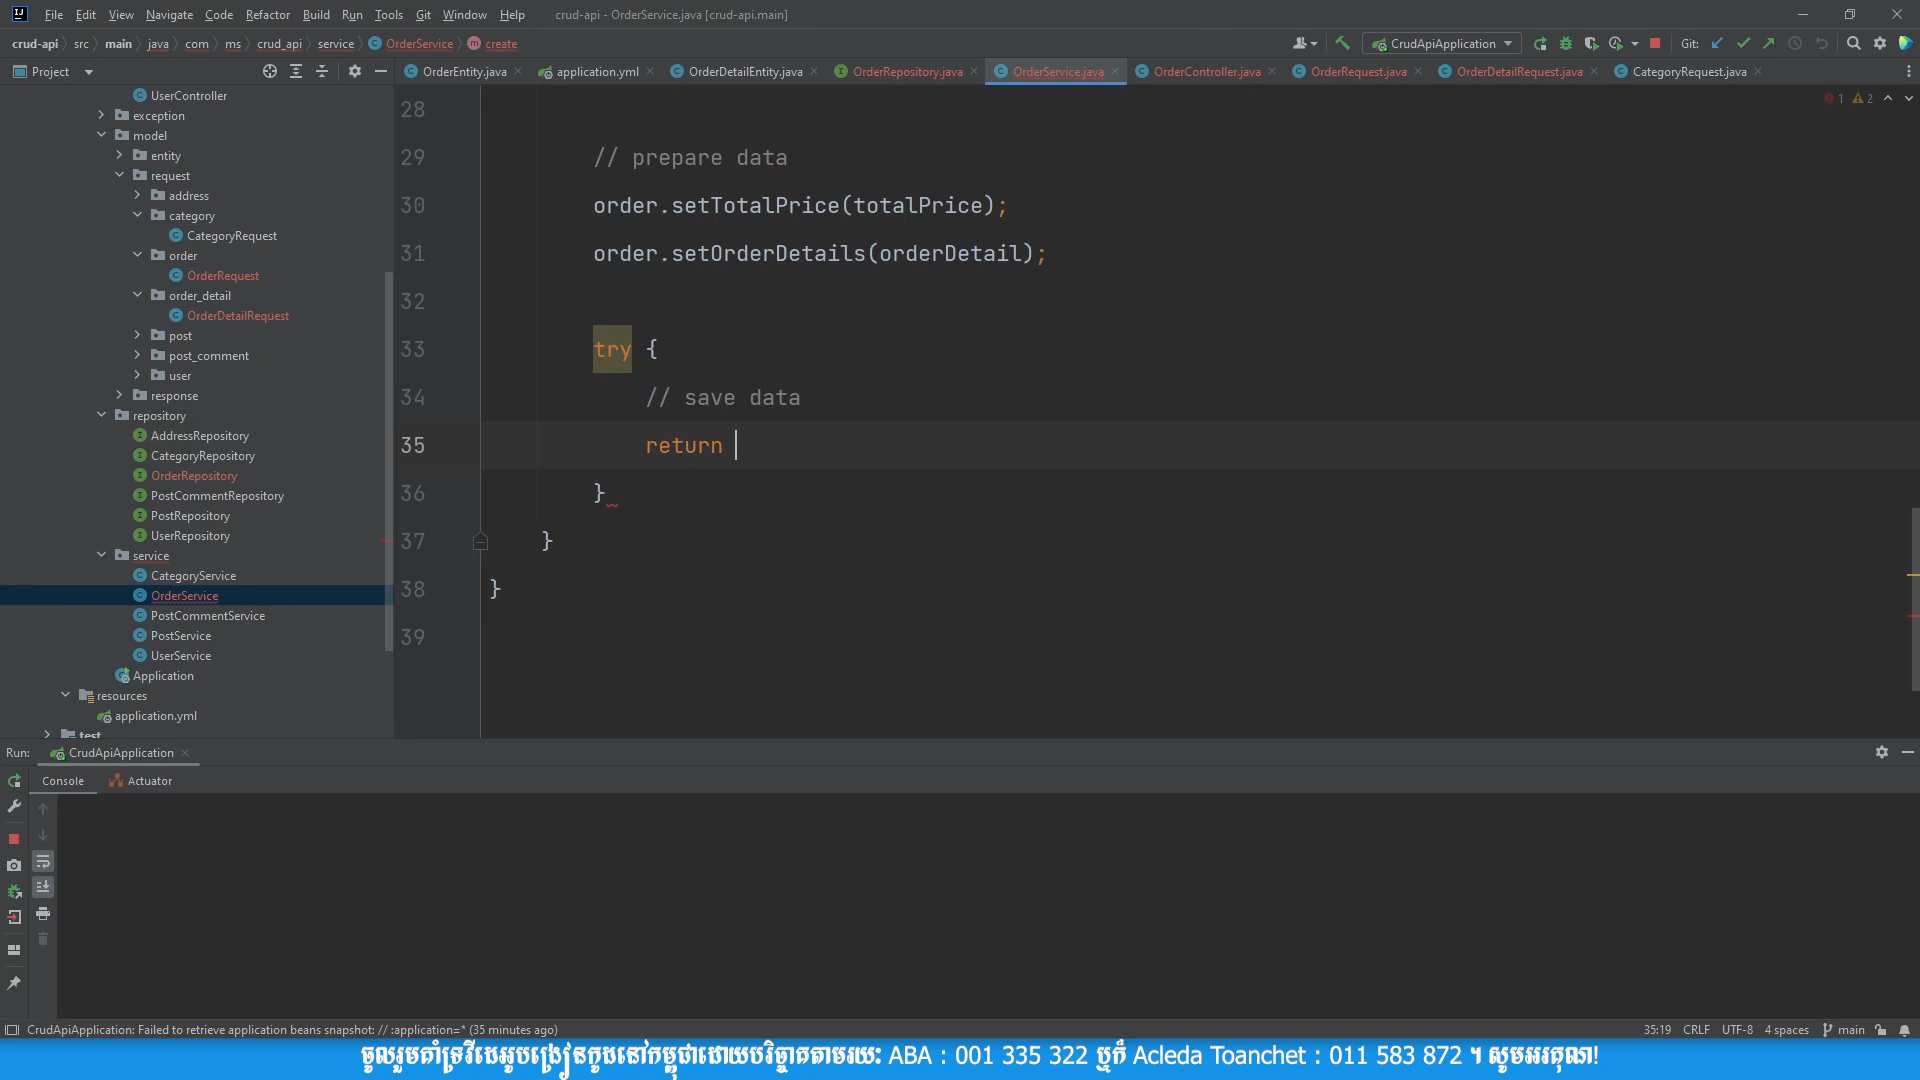 File Edit View Navigate Code Refactor Build Run Tools Git Window Help crud-api - OrderService.java [crud-api.main]
crud-api src main java com ms crud_api service OrderService create CrudApiApplication Git:
Project OrderEntity.java application.yml OrderDetailEntity.java OrderRepository.java OrderService.java OrderController.java OrderRequest.java OrderDetailRequest.java CategoryRequest.java
UserController
exception
model
entity
request
address
category
CategoryRequest
order
OrderRequest
order_detail
OrderDetailRequest
post
post_comment
user
response
repository
AddressRepository
CategoryRepository
OrderRepository
PostCommentRepository
PostRepository
UserRepository
service
CategoryService
OrderService
PostCommentService
PostService
UserService
Application
resources
application.yml
test
1 2
28
29 // prepare data
30 order.setTotalPrice(totalPrice);
31 order.setOrderDetails(orderDetail);
32
33 try {
34 // save data
35 return
36 }
37 }
38 }
39
Run: CrudApiApplication
Console Actuator
CrudApiApplication: Failed to retrieve application beans snapshot: // :application=* (35 minutes ago) 35:19 CRLF UTF-8 4 spaces main
ចូលរួមគាំទ្រវីដេអូបង្រៀនកូដនៅកម្ពុជាដោយបរិច្ចាគតាមរយៈ ABA : 001 335 322 ឬក៏ Acleda Toanchet : 011 583 872 ។ សូមអរគុណ!